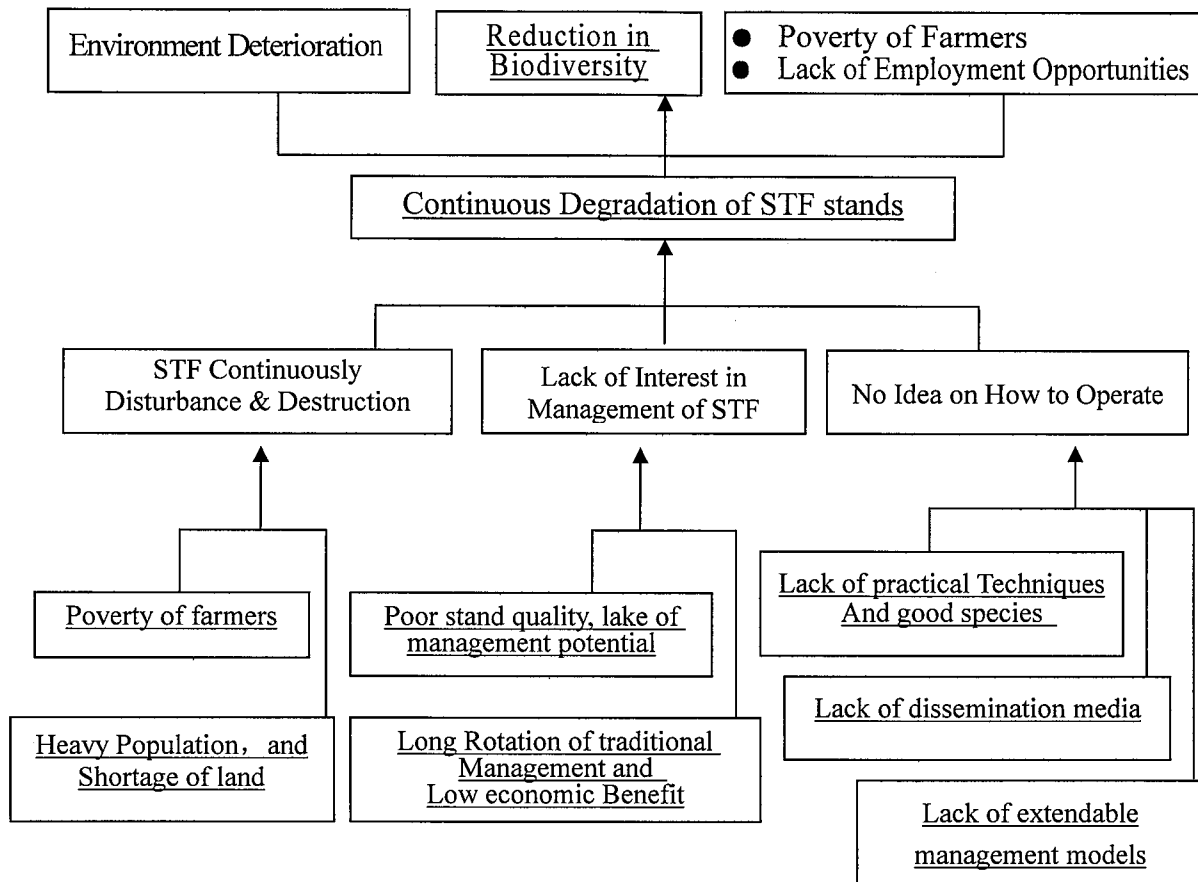 Environment Deterioration
Reduction in
Biodiversity
● Poverty of Farmers
● Lack of Employment Opportunities
Continuous Degradation of STF stands
STF Continuously
Disturbance & Destruction
Lack of Interest in
Management of STF
No Idea on How to Operate
Poverty of farmers
Poor stand quality, lake of
management potential
Lack of practical Techniques
And good species
Heavy Population， and
Shortage of land
Long Rotation of traditional
Management and
Low economic Benefit
Lack of dissemination media
Lack of extendable
management models